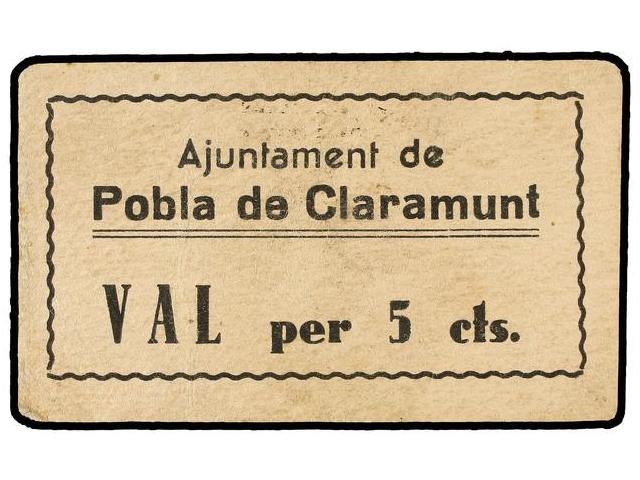 Ajuntament de
Pobla de Claramunt
VAL per 5 cts.